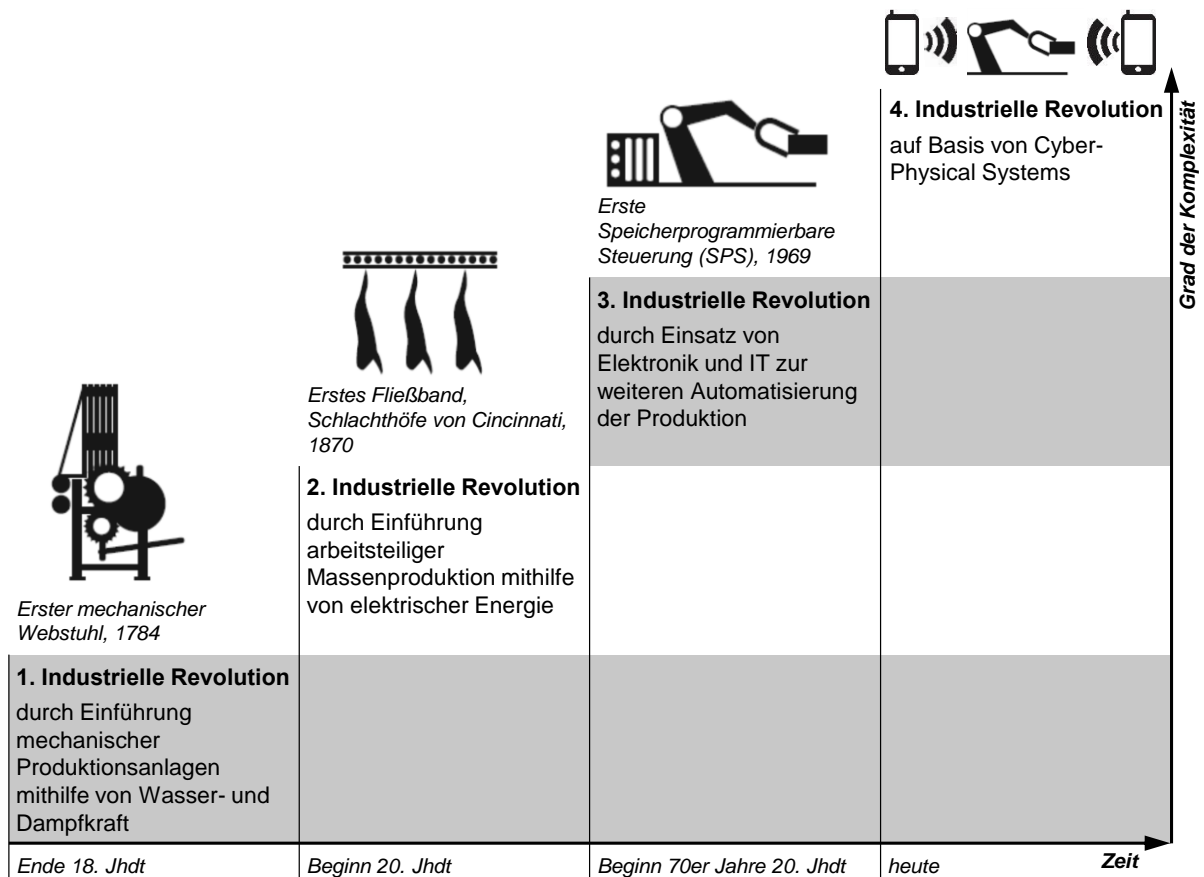 4. Industrielle Revolution
auf Basis von Cyber-
Physical Systems
Grad der Komplexität
Erste
Speicherprogrammierbare
Steuerung (SPS), 1969
3. Industrielle Revolution
durch Einsatz von
Elektronik und IT zur
weiteren Automatisierung
der Produktion
Erstes Fließband,
Schlachthöfe von Cincinnati,
1870
2. Industrielle Revolution
durch Einführung
arbeitsteiliger
Massenproduktion mithilfe
von elektrischer Energie
Erster mechanischer
Webstuhl, 1784
1. Industrielle Revolution
durch Einführung
mechanischer
Produktionsanlagen
mithilfe von Wasser- und
Dampfkraft
Ende 18. Jhdt
Beginn 20. Jhdt
Beginn 70er Jahre 20. Jhdt
heute
Zeit